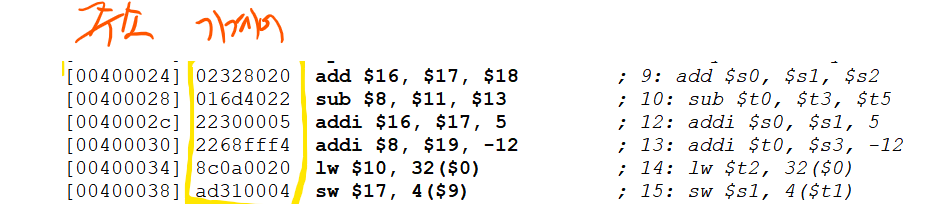 주소 기계어
[00400024] 02328020 add $16, $17, $18 ; 9: add $s0, $s1, $s2
[00400028] 016d4022 sub $8, $11, $13 ; 10: sub $t0, $t3, $t5
[0040002c] 22300005 addi $16, $17, 5 ; 12: addi $s0, $s1, 5
[00400030] 2268fff4 addi $8, $19, -12 ; 13: addi $t0, $s3, -12
[00400034] 8c0a0020 lw $10, 32($0) ; 14: lw $t2, 32($0)
[00400038] ad310004 sw $17, 4($9) ; 15: sw $s1, 4($t1)